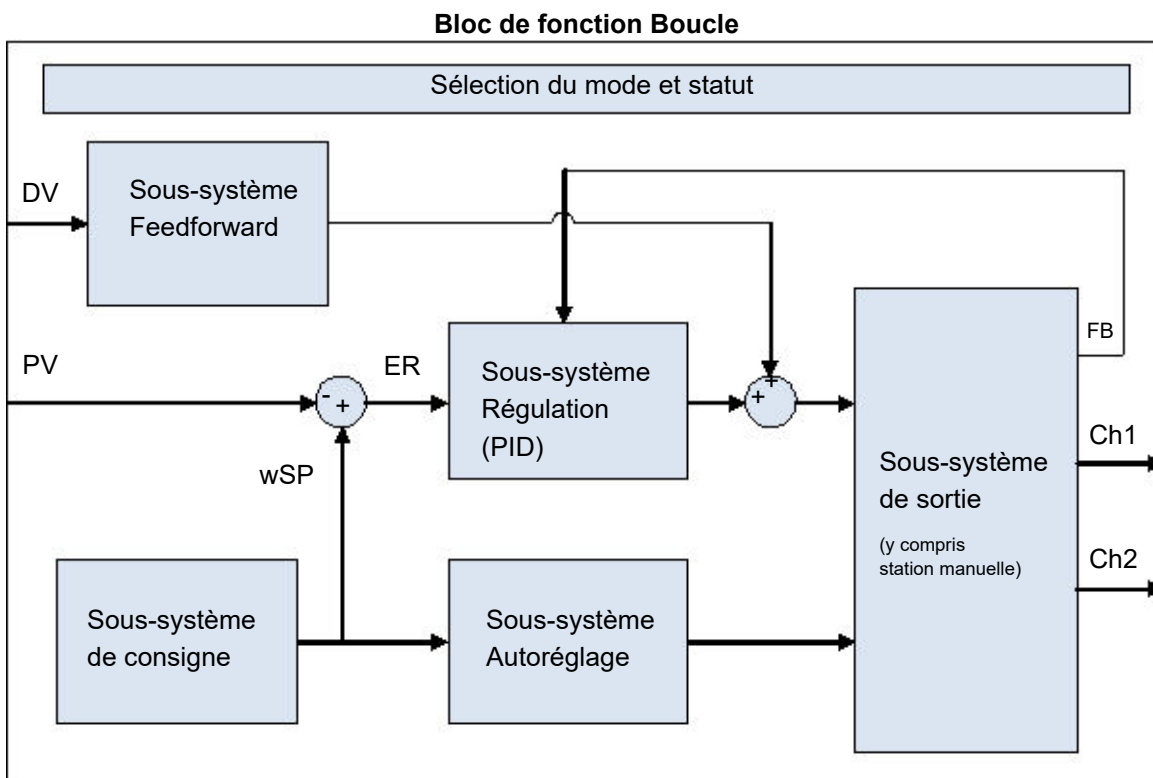 Bloc de fonction Boucle
Sélection du mode et statut
DV
Sous-système
Feedforward
FB
PV
ER
Sous-système
Régulation
(PID)
-
+
+
+
wSP
Ch1
Sous-système
de sortie
(y compris
station manuelle)
Ch2
Sous-système
de consigne
Sous-système
Autoréglage